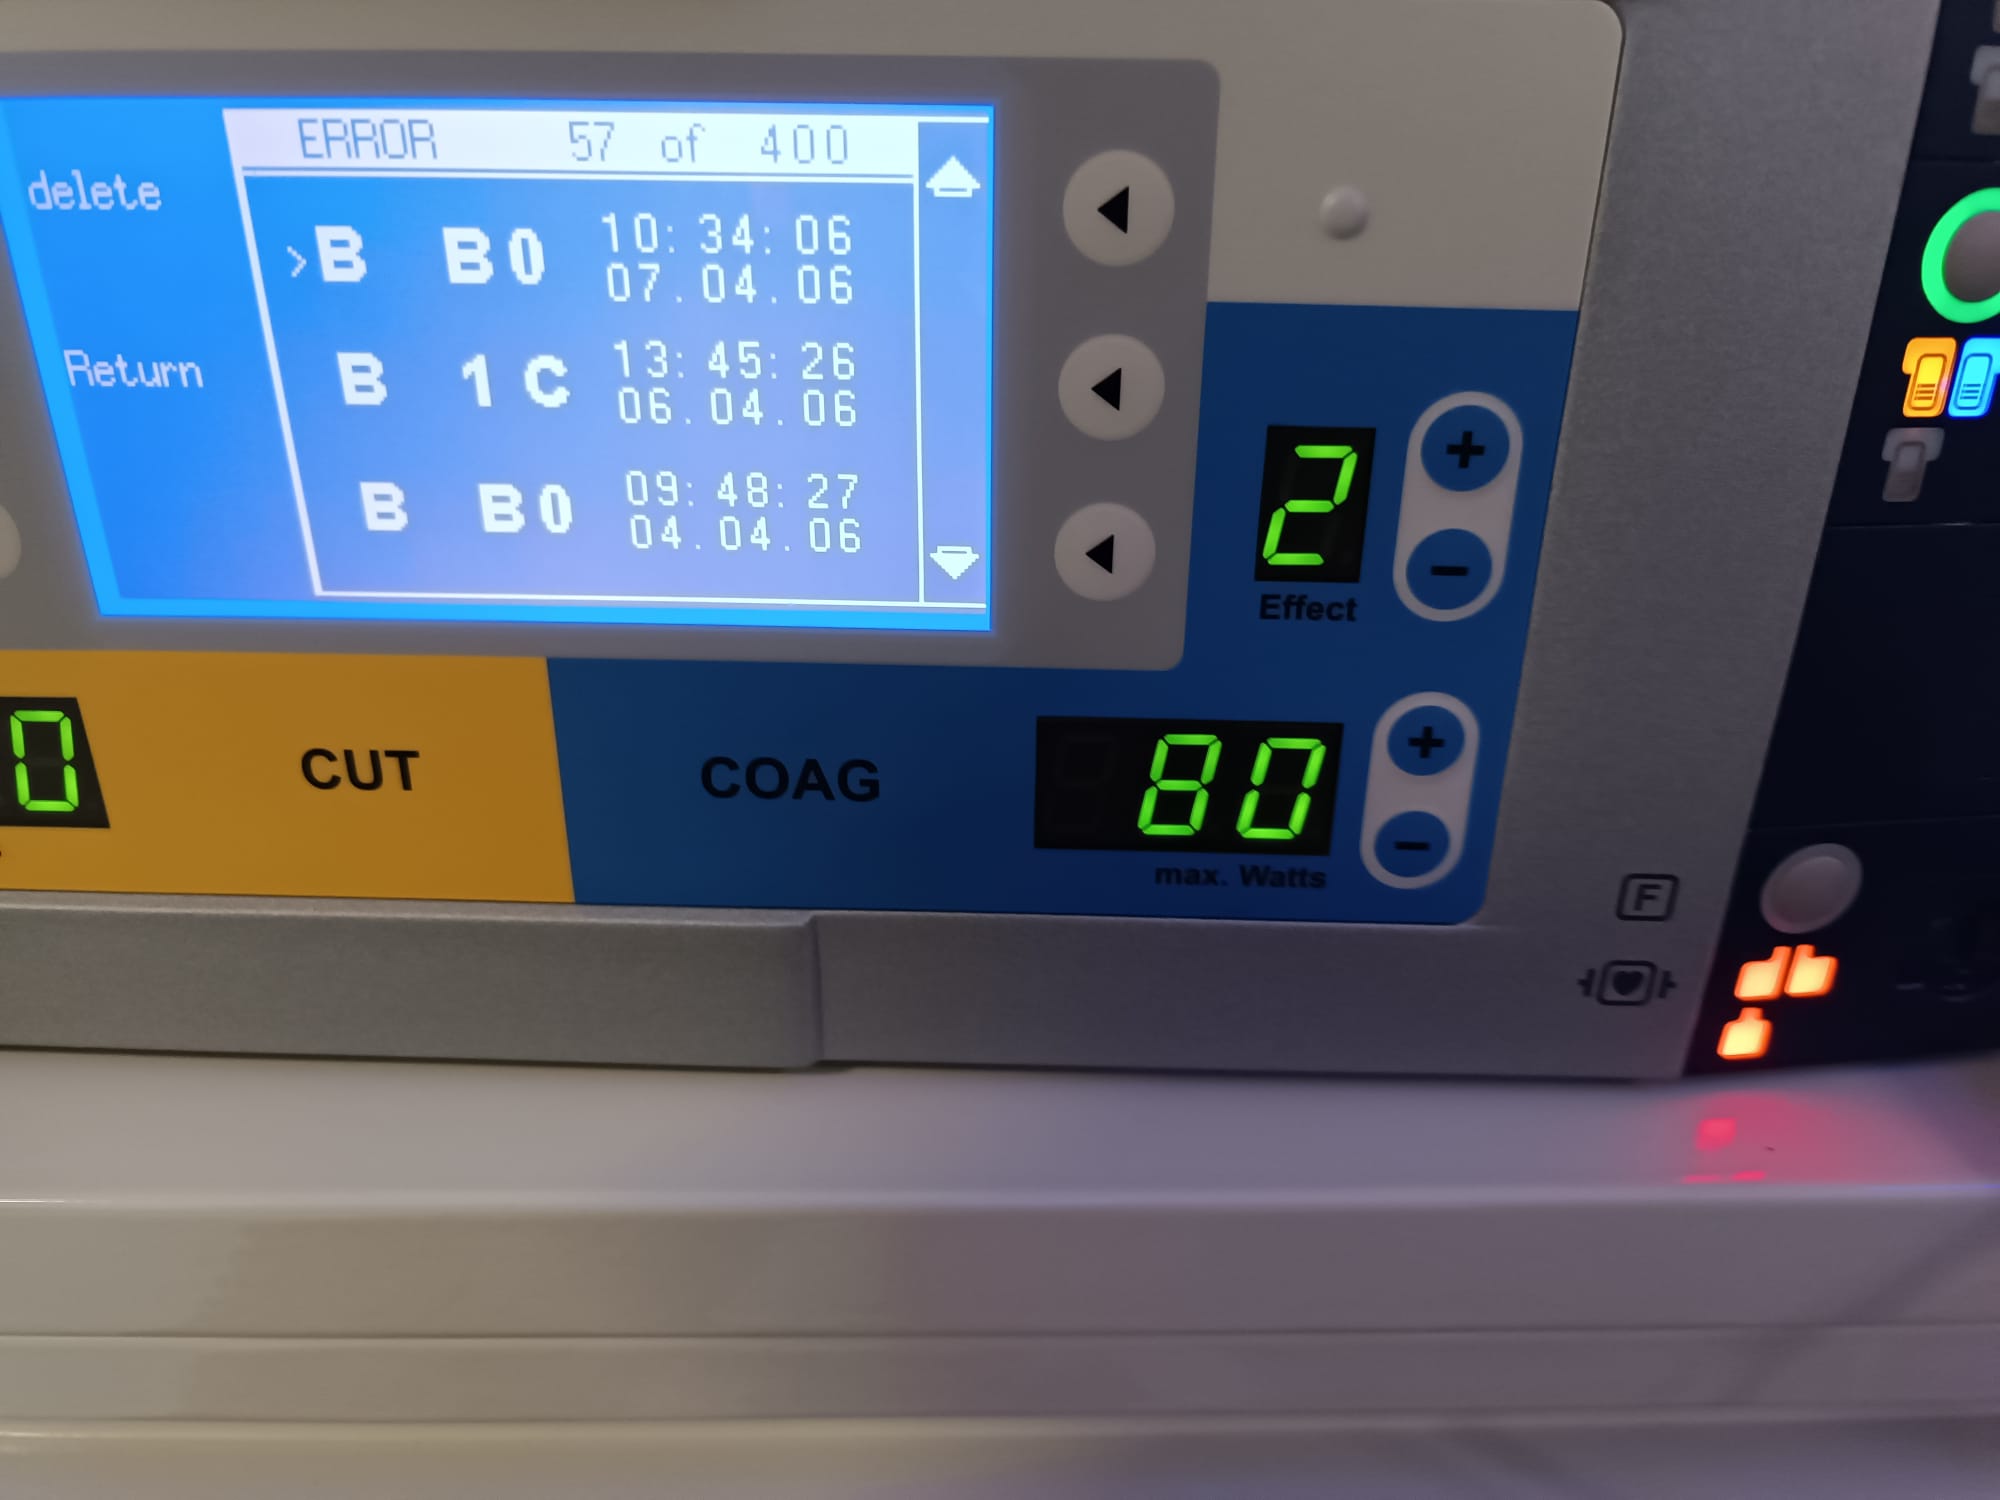 ERROR 57 of 400
delete
>B B0 10:34:06
07.04.06
Return
B 1C 13:45:26
06.04.06
B B0 09:48:27
04.04.06
2
Effect
0
CUT
COAG
80
max. Watts
F